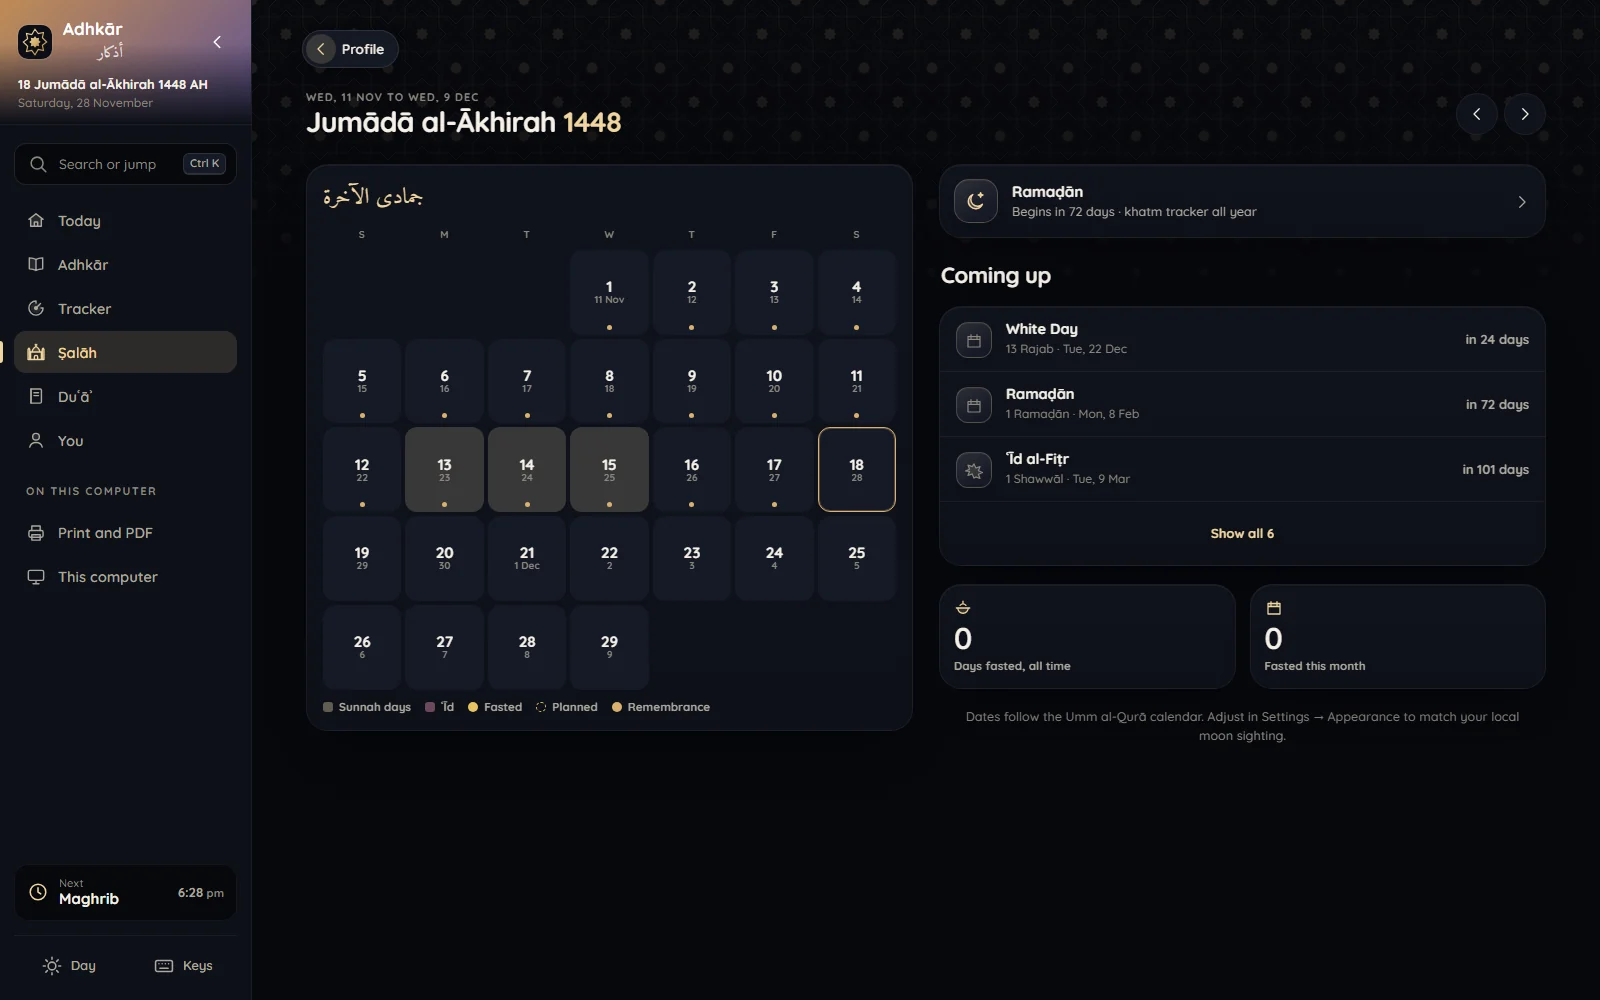 Adhkār
أذكار
18 Jumādā al-Ākhirah 1448 AH
Saturday, 28 November
Search or jump
Ctrl K
Today
Adhkār
Tracker
Ṣalāh
Duʿāʾ
You
ON THIS COMPUTER
Print and PDF
This computer
Next
Maghrib
6:28 pm
Day
Keys
Profile
WED, 11 NOV TO WED, 9 DEC
Jumādā al-Ākhirah 1448
جمادى الآخرة
S M T W T F S
1 2 3 4
11 Nov 12 13 14
5 6 7 8 9 10 11
15 16 17 18 19 20 21
12 13 14 15 16 17 18
22 23 24 25 26 27 28
19 20 21 22 23 24 25
29 30 1 Dec 2 3 4 5
26 27 28 29
6 7 8 9
Sunnah days ʿĪd Fasted Planned Remembrance
Ramaḍān
Begins in 72 days · khatm tracker all year
Coming up
White Day
13 Rajab · Tue, 22 Dec
in 24 days
Ramaḍān
1 Ramaḍān · Mon, 8 Feb
in 72 days
ʿĪd al-Fiṭr
1 Shawwāl · Tue, 9 Mar
in 101 days
Show all 6
0
Days fasted, all time
0
Fasted this month
Dates follow the Umm al-Qurā calendar. Adjust in Settings → Appearance to match your local
moon sighting.